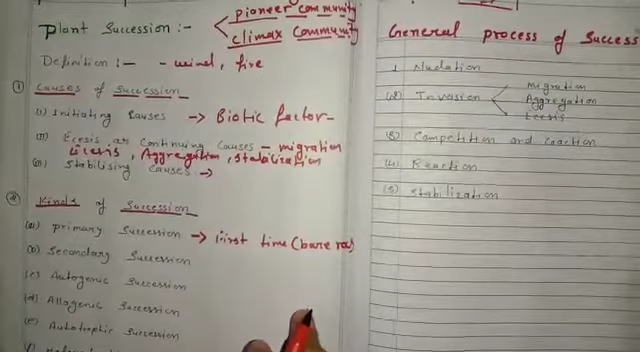 Plant Succession :-
pioneer community
climax community
Definition :- - wind, fire
(1) causes of succession
(i) Initiating causes -> Biotic factor-
(ii) Ecesis or continuing causes - migration
Ecesis, Aggregation, stabilization
(iii) Stabilising causes ->
(2) Kinds of Succession
(a) primary Succession -> First time (bare
(b) Secondary Succession
(c) Autogenic Succession
(d) Allogenic Succession
(e) Autotrophic Succession
General process of Success
1. Nudation
(2) Invasion
Migration
Aggregation
Ecesis
(3) Competition and coaction
(4) Reaction
(5) Stabilization